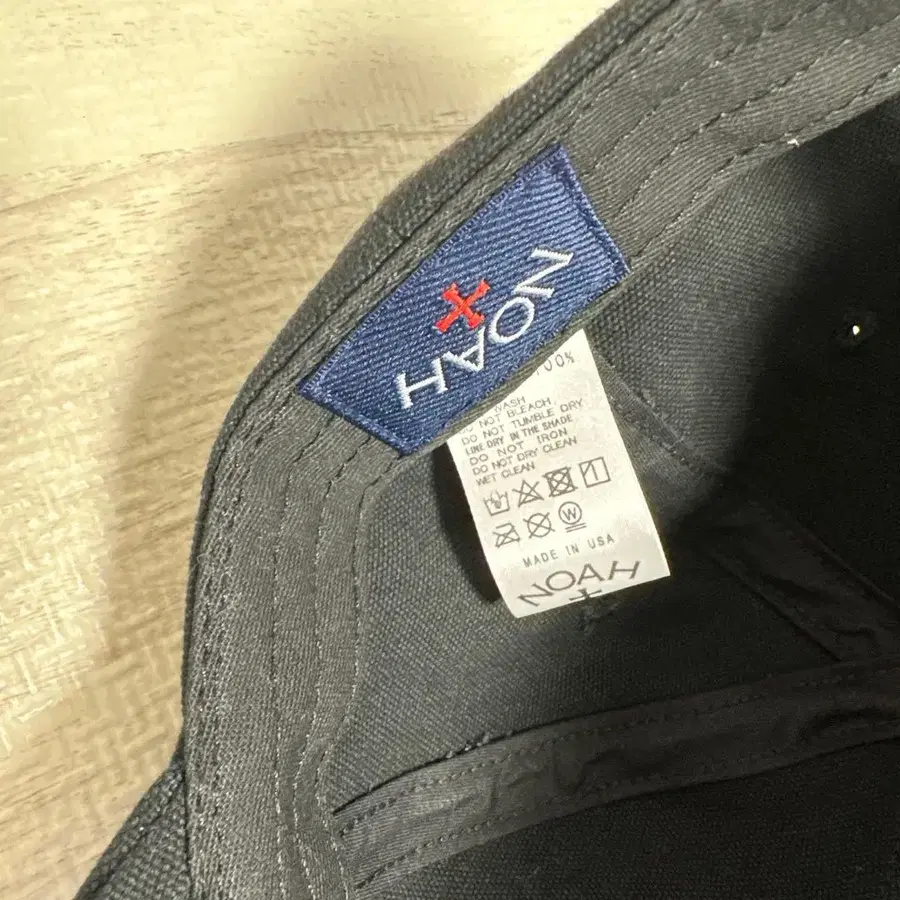 NOAH
100%
WASH
DO NOT BLEACH
DO NOT TUMBLE DRY
LINE DRY IN THE SHADE
DO NOT IRON
DO NOT DRY CLEAN
WET CLEAN
W
MADE IN USA
NOAH